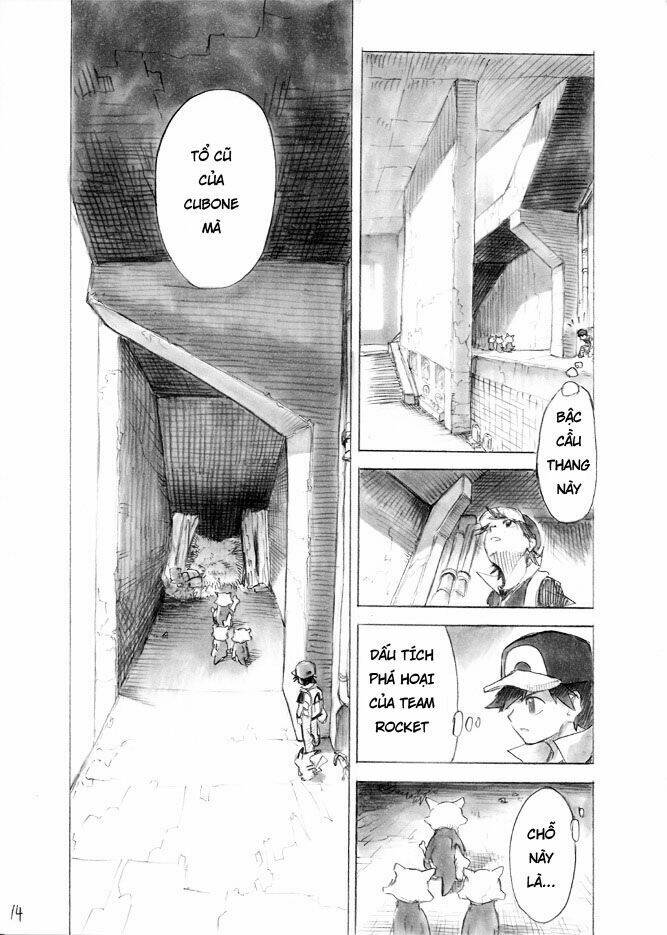 BẬC
CẦU
THANG
NÀY
DẤU TÍCH
PHÁ HOẠI
CỦA TEAM
ROCKET
CHỖ
NÀY
LÀ...
TỔ CŨ
CỦA
CUBONE
MÀ
14